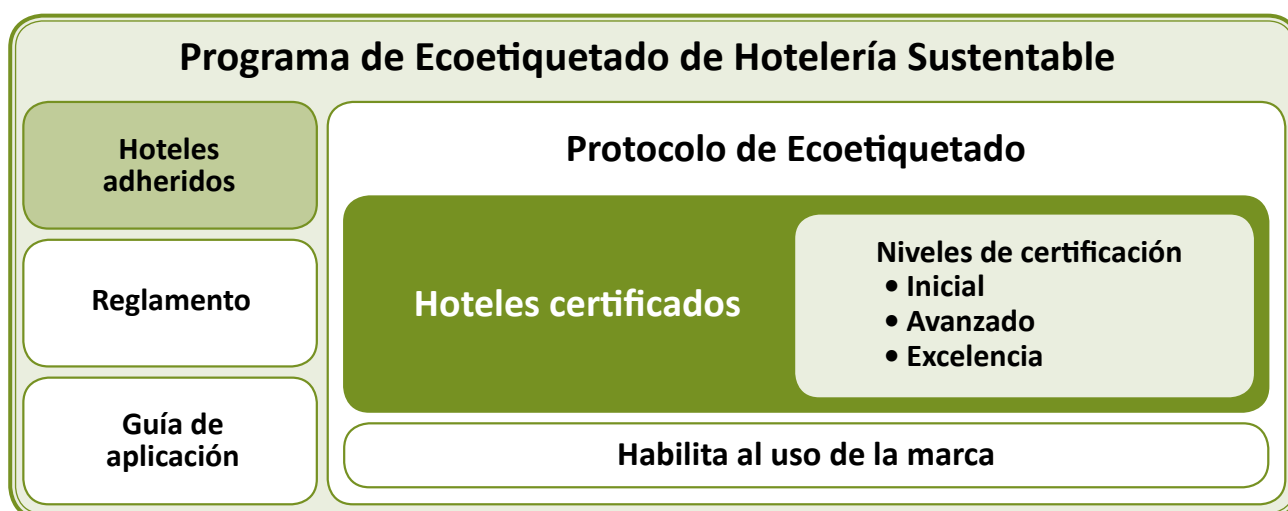 Programa de Ecoetiquetado de Hotelería Sustentable
Hoteles
adheridos
Reglamento
Guía de
aplicación
Protocolo de Ecoetiquetado
Hoteles certificados
Niveles de certificación
• Inicial
• Avanzado
• Excelencia
Habilita al uso de la marca